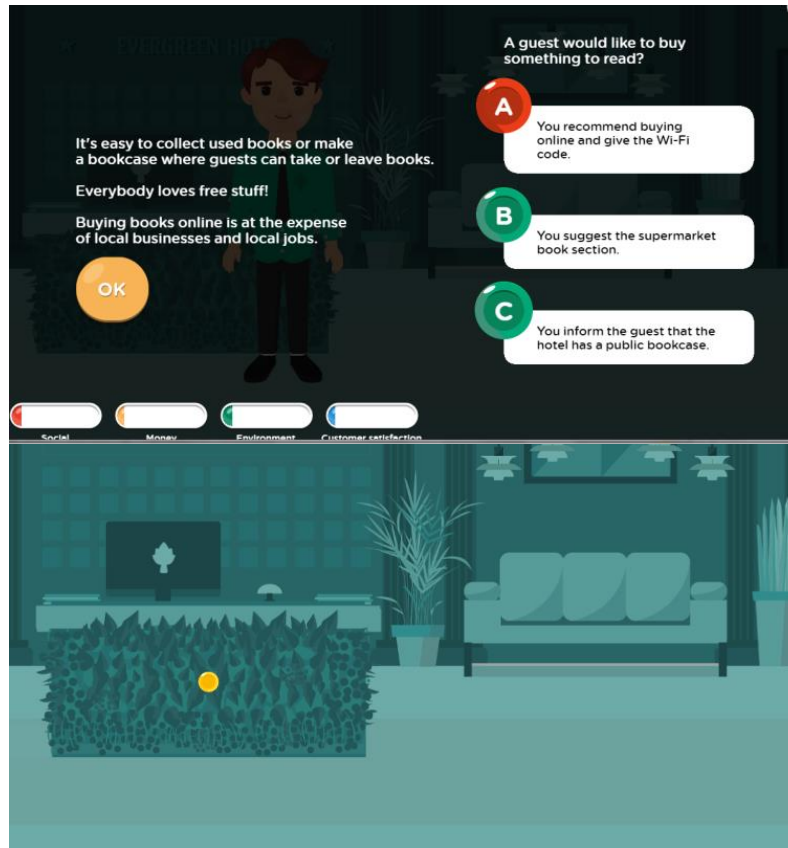 EVERGREEN HOTEL
A guest would like to buy
something to read?
A
You recommend buying
online and give the Wi-Fi
code.
It's easy to collect used books or make
a bookcase where guests can take or leave books.
Everybody loves free stuff!
Buying books online is at the expense
of local businesses and local jobs.
OK
B
You suggest the supermarket
book section.
C
You inform the guest that the
hotel has a public bookcase.
Social
Money
Environment
Customer satisfaction